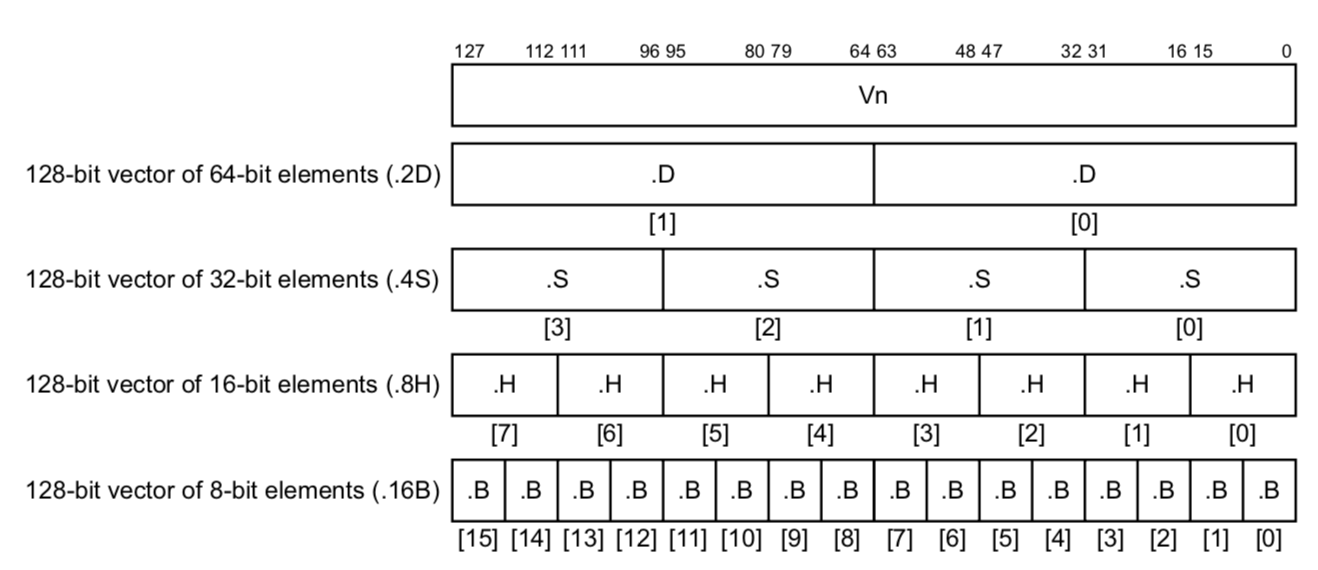 127 112 111 96 95 80 79 64 63 48 47 32 31 16 15 0
Vn
128-bit vector of 64-bit elements (.2D) .D .D
[1] [0]
128-bit vector of 32-bit elements (.4S) .S .S .S .S
[3] [2] [1] [0]
128-bit vector of 16-bit elements (.8H) .H .H .H .H .H .H .H .H
[7] [6] [5] [4] [3] [2] [1] [0]
128-bit vector of 8-bit elements (.16B) .B .B .B .B .B .B .B .B .B .B .B .B .B .B .B .B
[15] [14] [13] [12] [11] [10] [9] [8] [7] [6] [5] [4] [3] [2] [1] [0]